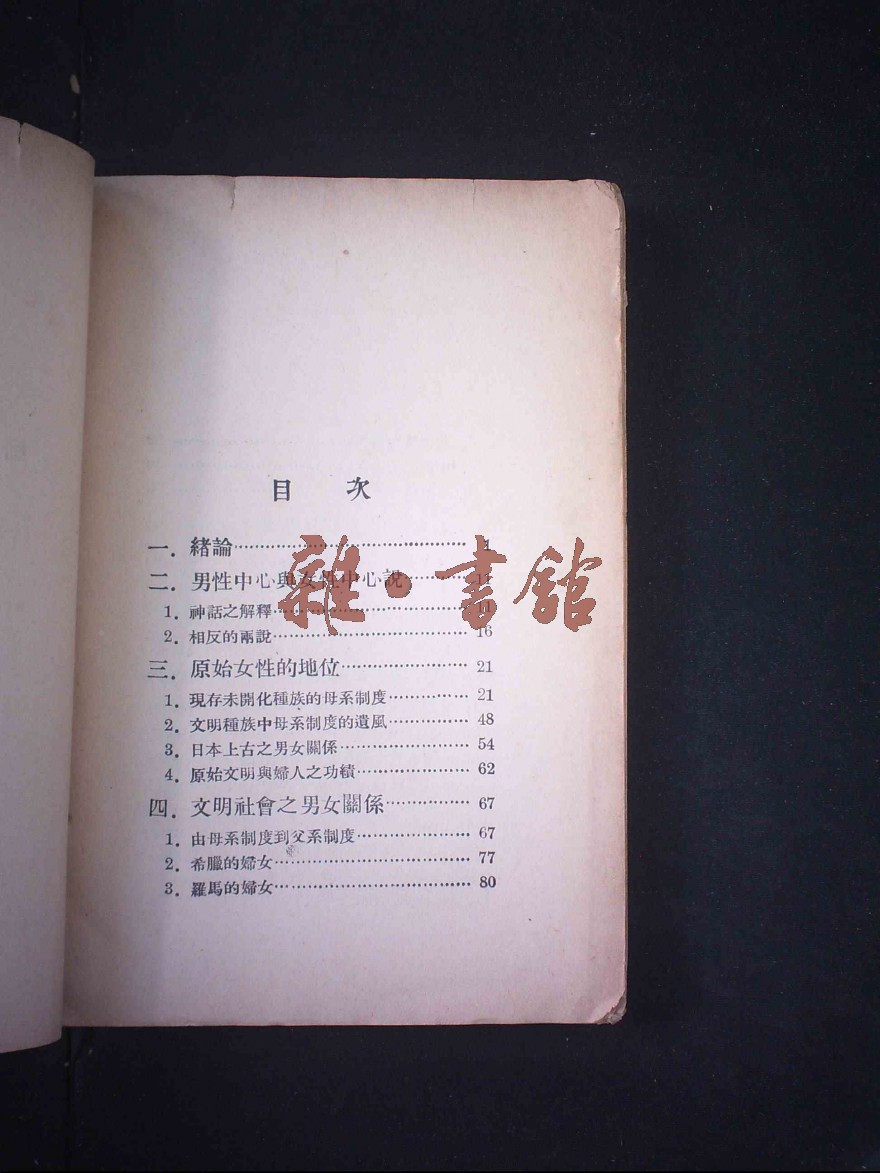 目 次
一．緒論…………………………… 1
二．男性中心與女性中心說………… 11
1．神話之解釋…………………………… 11
2．相反的兩說…………………………… 16
三．原始女性的地位………………… 21
1．現存未開化種族的母系制度…………… 21
2．文明種族中母系制度的遺風…………… 48
3．日本上古之男女關係………………… 54
4．原始文明與婦人之功績……………… 62
四．文明社會之男女關係…………… 67
1．由母系制度到父系制度……………… 67
2．希臘的婦女…………………………… 77
3．羅馬的婦女…………………………… 80
雜·書館